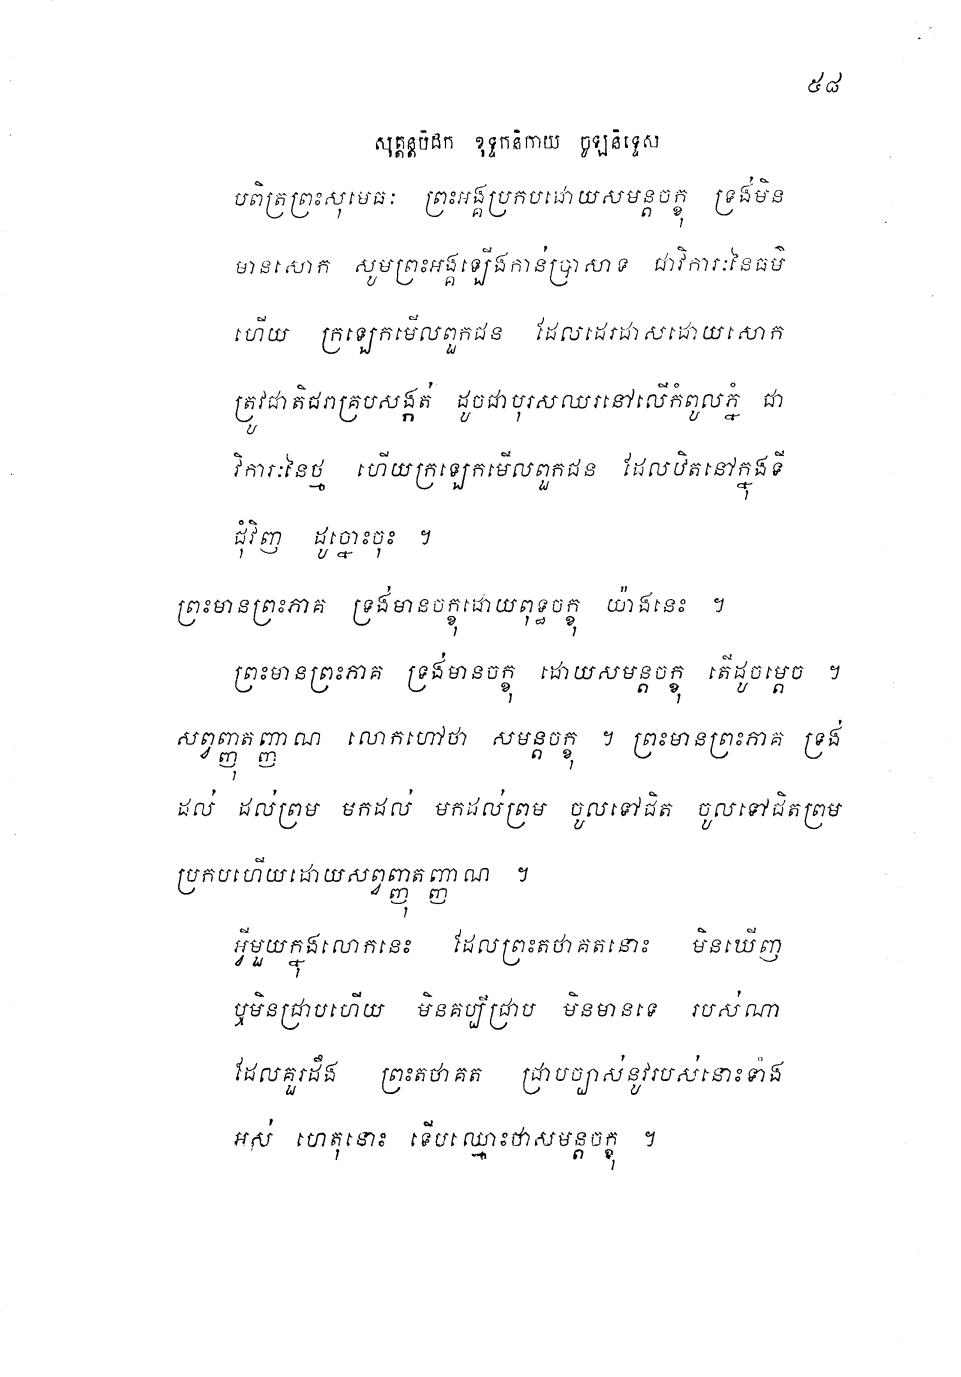 ៥៨
សុត្តន្តបិដក ខុទ្ទកនិកាយ ចូឡនិទ្ទេស
បពិត្រព្រះសុមេធៈ ព្រះអង្គប្រកបដោយសមន្តចក្ខុ ទ្រង់មិន
មានសោក សូមព្រះអង្គឡើងកាន់ប្រាសាទ ជាវិការៈនៃធម៌
ហើយ ក្រឡេកមើលពួកជន ដែលដេរដាសដោយសោក
ត្រូវជាតិជរាគ្របសង្កត់ ដូចជាបុរសឈរនៅលើកំពូលភ្នំ ជា
វិការៈនៃថ្ម ហើយក្រឡេកមើលពួកជន ដែលឋិតនៅក្នុងទី
ជុំវិញ ដូច្នោះចុះ ។
ព្រះមានព្រះភាគ ទ្រង់មានចក្ខុដោយពុទ្ធចក្ខុ យ៉ាងនេះ ។
ព្រះមានព្រះភាគ ទ្រង់មានចក្ខុ ដោយសមន្តចក្ខុ តើដូចម្តេច ។
សព្វញ្ញុតញ្ញាណ លោកហៅថា សមន្តចក្ខុ ។ ព្រះមានព្រះភាគ ទ្រង់
ដល់ ដល់ព្រម មកដល់ មកដល់ព្រម ចូលទៅជិត ចូលទៅជិតព្រម
ប្រកបហើយដោយសព្វញ្ញុតញ្ញាណ ។
អ្វីមួយក្នុងលោកនេះ ដែលព្រះតថាគតនោះ មិនឃើញ
ឬមិនជ្រាបហើយ មិនគប្បីជ្រាប មិនមានទេ របស់ណា
ដែលគួរដឹង ព្រះតថាគត ជ្រាបច្បាស់នូវរបស់នោះទាំង
អស់ ហេតុនោះ ទើបឈ្មោះថាសមន្តចក្ខុ ។